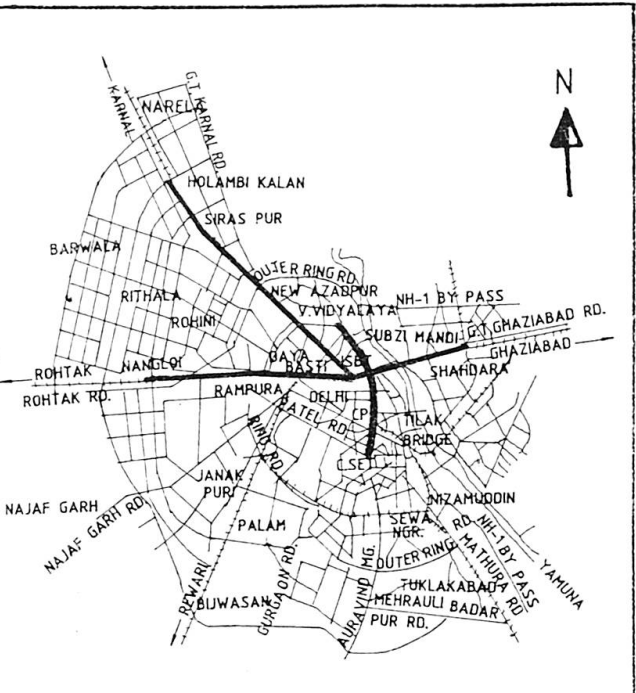 N
KARNAL
NARELA
G.T. KARNAL RD.
HOLAMBI KALAN
SIRAS PUR
BARWALA
OUTER RING RD.
RITHALA
NEW AZADPUR
NH-1 BY PASS
V.VIDYALAYA
ROHINI
SUBZI MANDI
G.T. GHAZIABAD RD.
GHAZIABAD
DAYA
BASTI
ISBT
NANGLOI
SHAHDARA
ROHTAK
ROHTAK RD.
RAMPURA
DELHI
PATEL RD.
CP
TILAK
BRIDGE
RING RD.
C.SET
JANAK
PURI
NAJAF GARH
NAJAF GARH RD.
NIZAMUDDIN
PALAM
SEWA
NGR.
RD
NH-1 BY PASS
OUTER RING
MATHURA RD
YAMUNA
REWARI
BUWASAN
GURGAON RD.
AURAVIND MG.
TUKLAKABAD
MEHRAULI BADAR
PUR RD.